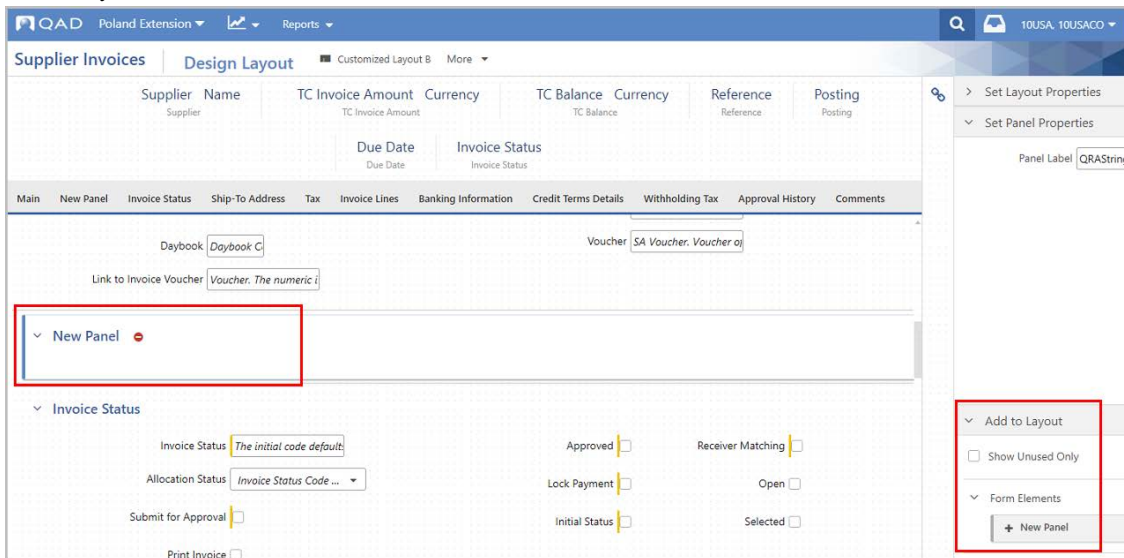 QAD Poland Extension Reports 10USA, 10USACO
Supplier Invoices Design Layout Customized Layout B More
Supplier Name TC Invoice Amount Currency TC Balance Currency Reference Posting
Supplier TC Invoice Amount TC Balance Reference Posting
Due Date Invoice Status
Due Date Invoice Status
Main New Panel Invoice Status Ship-To Address Tax Invoice Lines Banking Information Credit Terms Details Withholding Tax Approval History Comments
Daybook Daybook C Voucher SA Voucher. Voucher o
Link to Invoice Voucher Voucher. The numeric i
New Panel
Invoice Status
Invoice Status The initial code default: Approved Receiver Matching
Allocation Status Invoice Status Code ... Lock Payment Open
Submit for Approval Initial Status Selected
Print Invoice
Set Layout Properties
Set Panel Properties
Panel Label QRAString
Add to Layout
Show Unused Only
Form Elements
+ New Panel